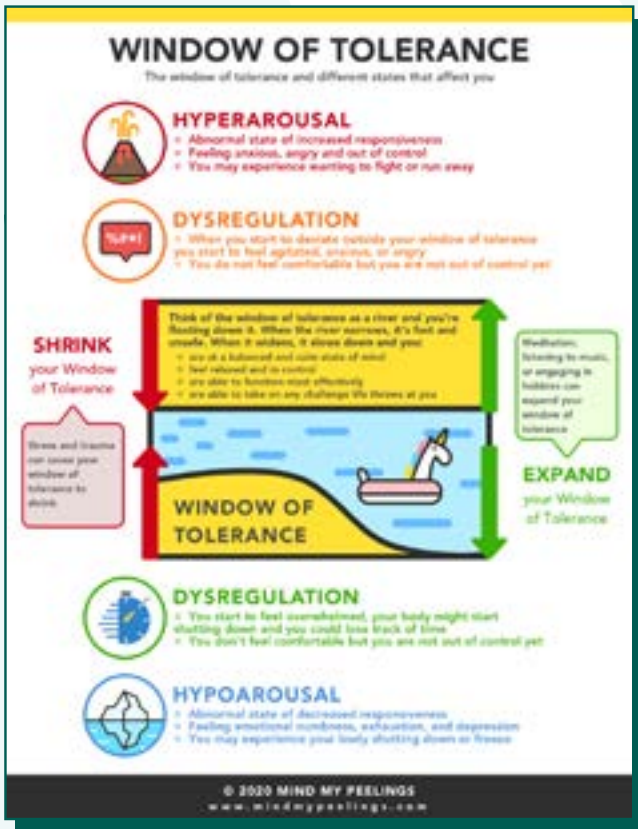 WINDOW OF TOLERANCE
The window of tolerance and different states that affect you
HYPERAROUSAL
Abnormal state of increased responsiveness
Feeling anxious, angry and out of control
You may experience wanting to fight or run away
DYSREGULATION
%#*!
When you start to deviate outside your window of tolerance
you start to feel agitated, anxious, or angry
You do not feel comfortable but you are not out of control yet
Think of the window of tolerance as a river and you're
floating down it. When the river narrows, it's fast and
unsafe. When it widens, it slows down and you:
are at a balanced and calm state of mind
feel relaxed and in control
are able to function most effectively
are able to take on any challenge life throws at you
SHRINK
your Window
of Tolerance
Stress and trauma
can cause your
window of
tolerance to
shrink
Meditation,
listening to music,
or engaging in
hobbies can
expand your
window of
tolerance
EXPAND
your Window
of Tolerance
WINDOW OF
TOLERANCE
DYSREGULATION
You start to feel overwhelmed, your body might start
shutting down and you could lose track of time
You don't feel comfortable but you are not out of control yet
HYPOAROUSAL
Abnormal state of decreased responsiveness
Feeling emotional numbness, exhaustion, and depression
You may experience your body shutting down or freeze
© 2020 MIND MY PEELINGS
www.mindmypeelings.com